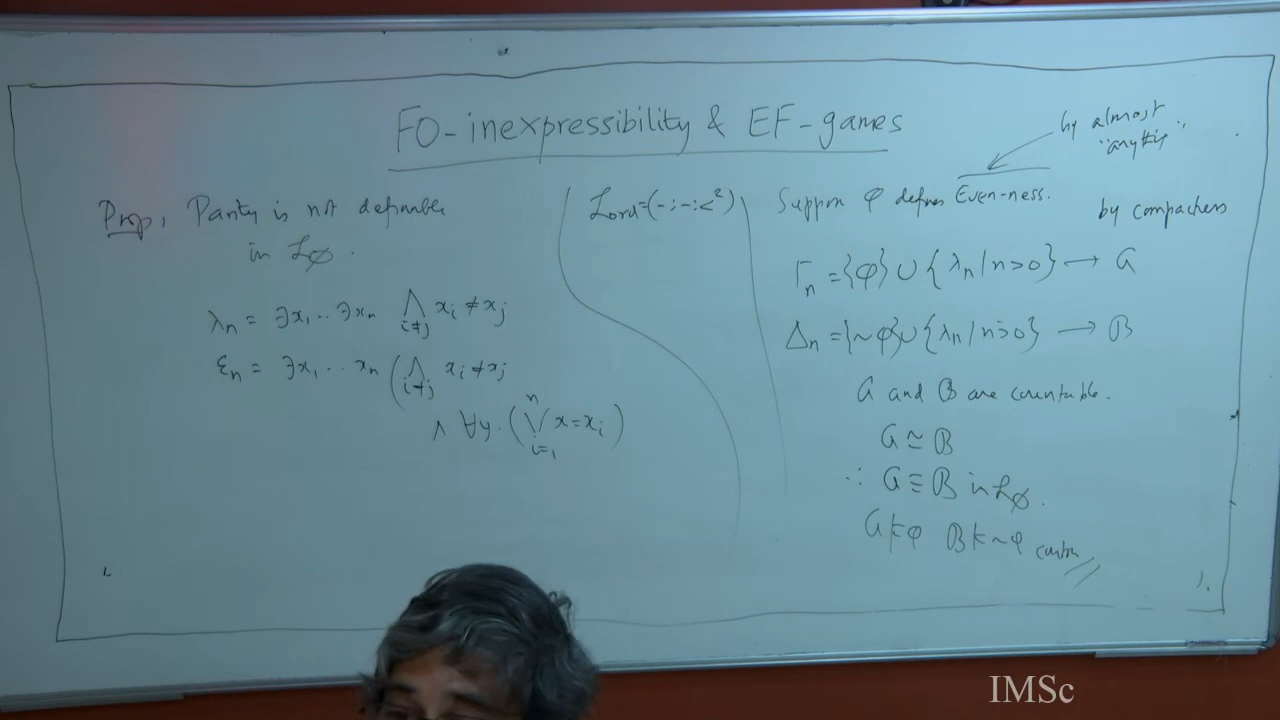 FO-inexpressibility & EF-games
Prop, Parity is not definable
in ℒ∅.
λn = ∃x1 .. ∃xn ⋀i≠j xi ≠ xj
εn = ∃x1 .. xn ( ⋀i≠j xi ≠ xj
∧ ∀y. ( ⋁i=1n x = xi )
ℒord = (-;-;<2)
by almost
anythi
Suppose φ defines Even-ness.
by compactness
Γn = {φ} ∪ {λn | n>0} → 𝒜
Δn = {~φ} ∪ {λn | n>0} → ℬ
𝒜 and ℬ are countable.
𝒜 ≃ ℬ
∴ 𝒜 ≡ ℬ in ℒ∅.
𝒜 ⊨ φ ℬ ⊨ ~φ
IMSc